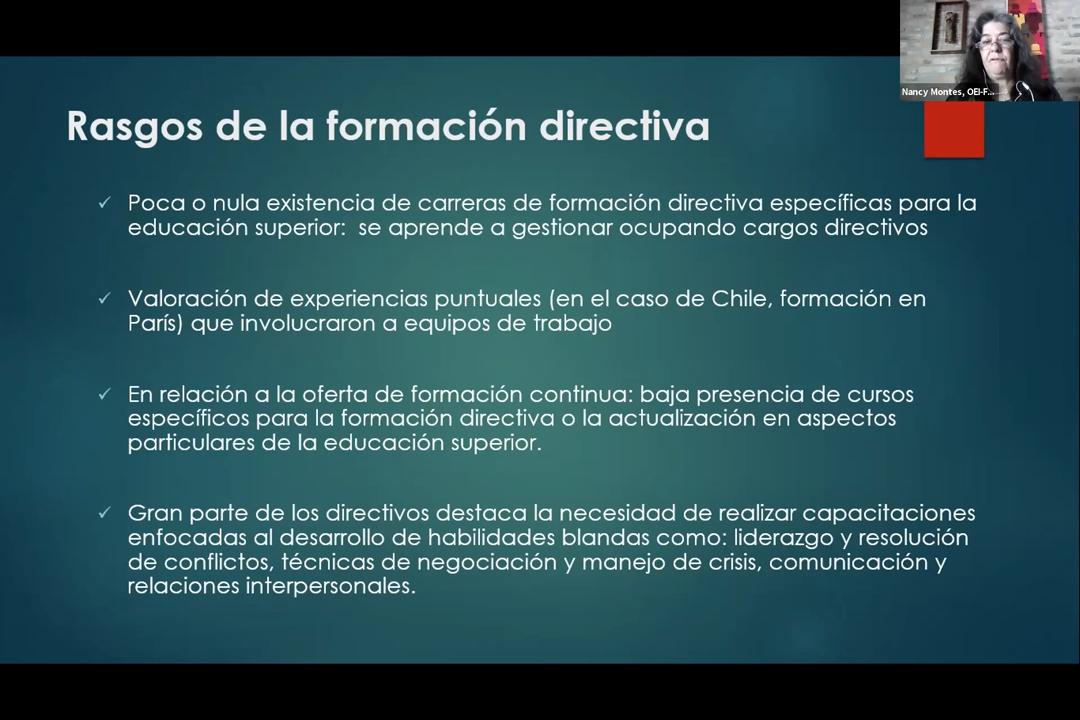 Nancy Montes, OEI-F...
Rasgos de la formación directiva
✓ Poca o nula existencia de carreras de formación directiva específicas para la
educación superior: se aprende a gestionar ocupando cargos directivos
✓ Valoración de experiencias puntuales (en el caso de Chile, formación en
París) que involucraron a equipos de trabajo
✓ En relación a la oferta de formación continua: baja presencia de cursos
específicos para la formación directiva o la actualización en aspectos
particulares de la educación superior.
✓ Gran parte de los directivos destaca la necesidad de realizar capacitaciones
enfocadas al desarrollo de habilidades blandas como: liderazgo y resolución
de conflictos, técnicas de negociación y manejo de crisis, comunicación y
relaciones interpersonales.